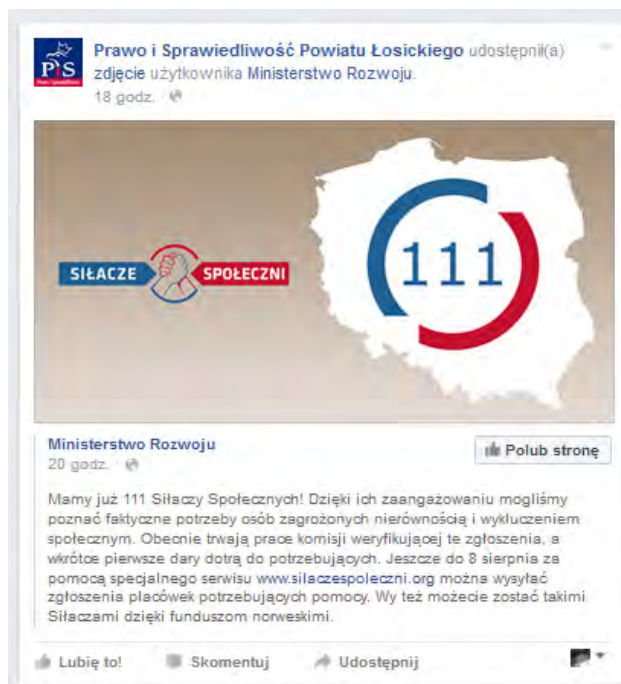 Prawo i Sprawiedliwość Powiatu Łosickiego udostępnił(a)
zdjęcie użytkownika Ministerstwo Rozwoju.
18 godz.
PiS
SIŁACZE SPOŁECZNI
111
Ministerstwo Rozwoju
20 godz.
Polub stronę
Mamy już 111 Siłaczy Społecznych! Dzięki ich zaangażowaniu mogliśmy
poznać faktyczne potrzeby osób zagrożonych nierównością i wykluczeniem
społecznym. Obecnie trwają prace komisji weryfikującej te zgłoszenia, a
wkrótce pierwsze dary dotrą do potrzebujących. Jeszcze do 8 sierpnia za
pomocą specjalnego serwisu www.silaczespoleczni.org można wysyłać
zgłoszenia placówek potrzebujących pomocy. Wy też możecie zostać takimi
Siłaczami dzięki funduszom norweskimi.
Lubię to! Skomentuj Udostępnij